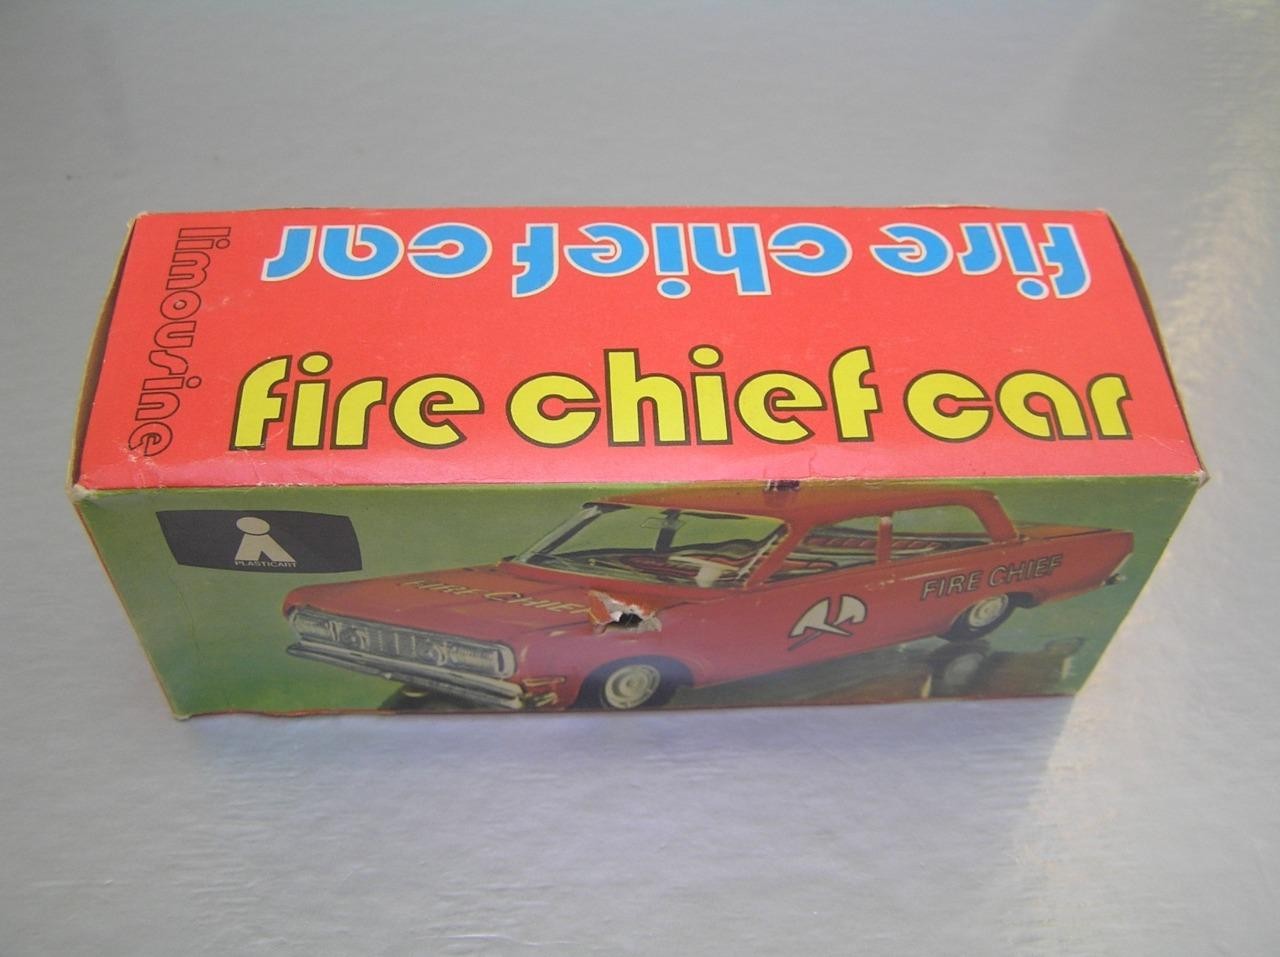 fire chief car
limousine
fire chief car
PLASTICART
FIRE CHIEF
FIRE CHIEF